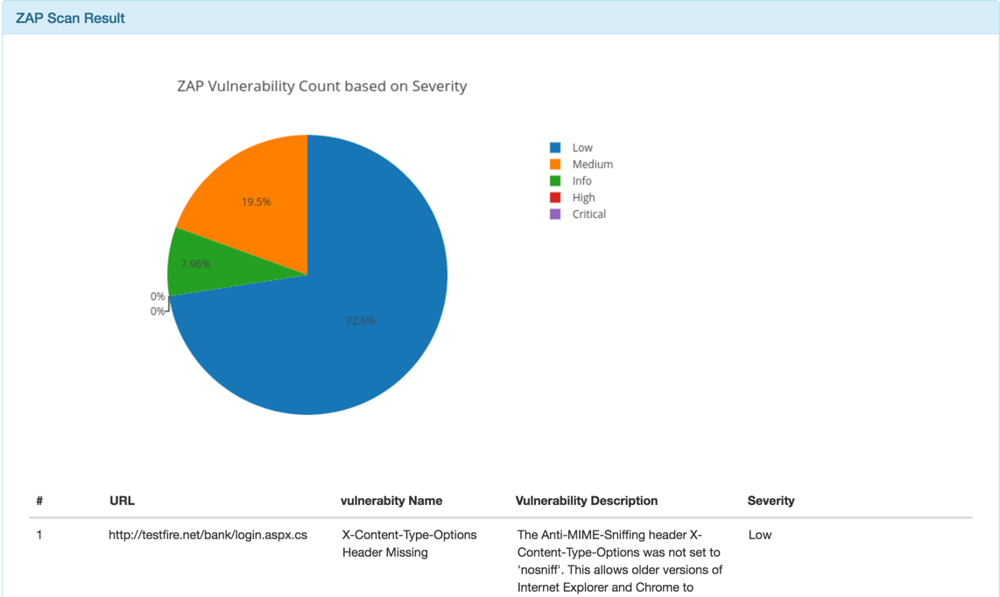 ZAP Scan Result
ZAP Vulnerability Count based on Severity
Low
Medium
Info
High
Critical
19.5%
7.96%
0%
0%
72.6%
# URL vulnerabity Name Vulnerability Description Severity
1 http://testfire.net/bank/login.aspx.cs X-Content-Type-Options The Anti-MIME-Sniffing header X- Low
Header Missing Content-Type-Options was not set to
'nosniff'. This allows older versions of
Internet Explorer and Chrome to